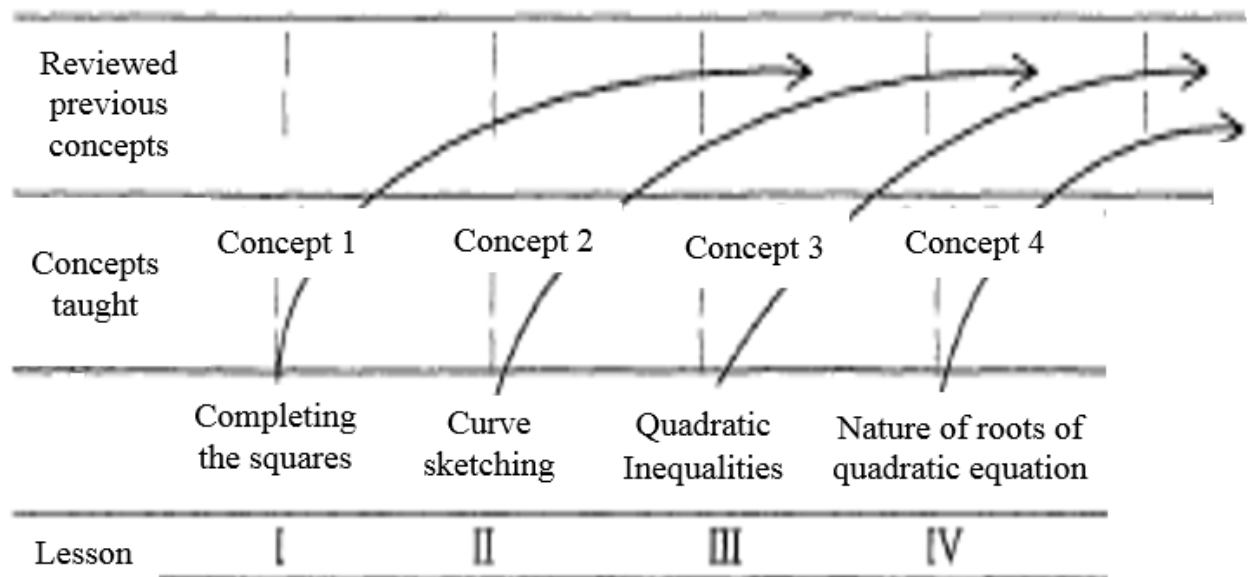 Reviewed
previous
concepts
Concepts
taught
Concept 1
Concept 2
Concept 3
Concept 4
Completing
the squares
Curve
sketching
Quadratic
Inequalities
Nature of roots of
quadratic equation
Lesson
I
II
III
IV